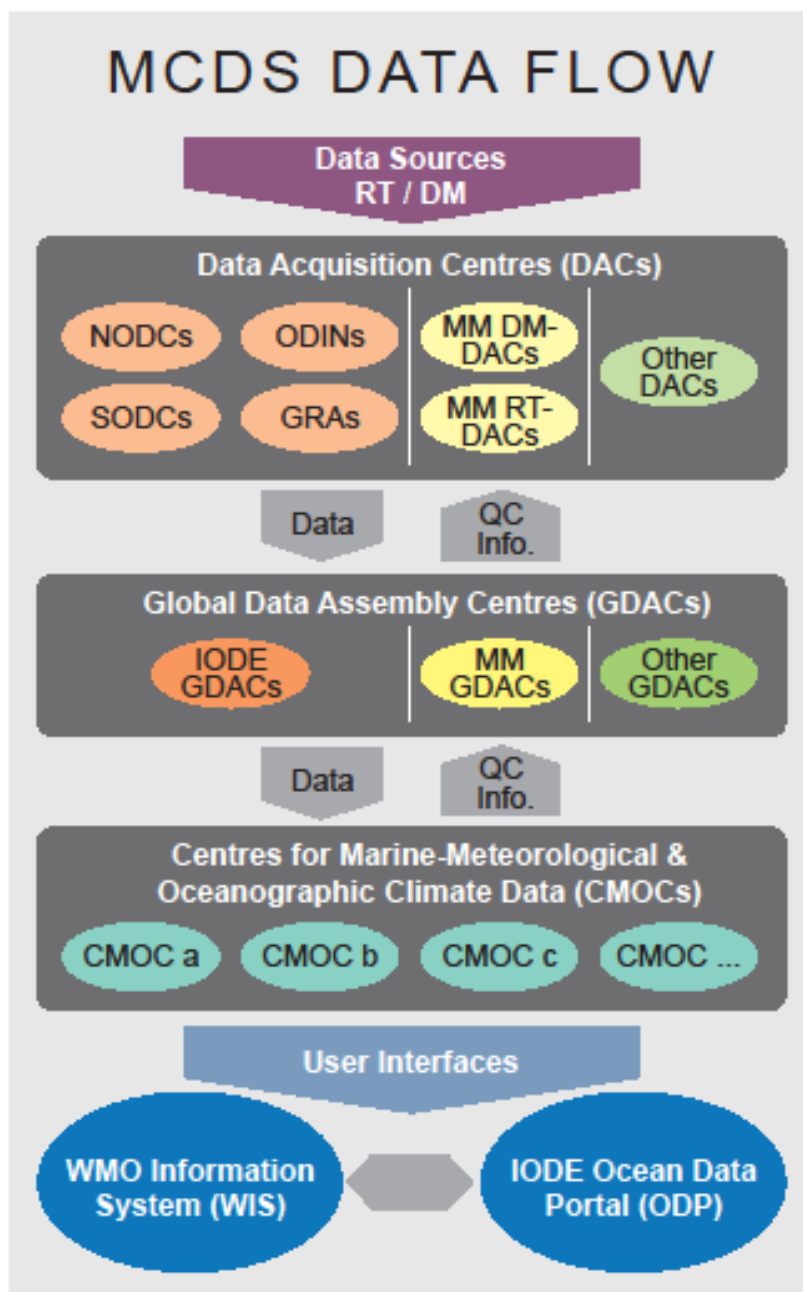 MCDS DATA FLOW
Data Sources
RT / DM
Data Acquisition Centres (DACs)
NODCs
ODINs
MM DM-
DACs
Other
DACs
SODCs
GRAs
MM RT-
DACs
Data
QC
Info.
Global Data Assembly Centres (GDACs)
IODE
GDACs
MM
GDACs
Other
GDACs
Data
QC
Info.
Centres for Marine-Meteorological &
Oceanographic Climate Data (CMOCs)
CMOC a
CMOC b
CMOC c
CMOC ...
User Interfaces
WMO Information
System (WIS)
IODE Ocean Data
Portal (ODP)